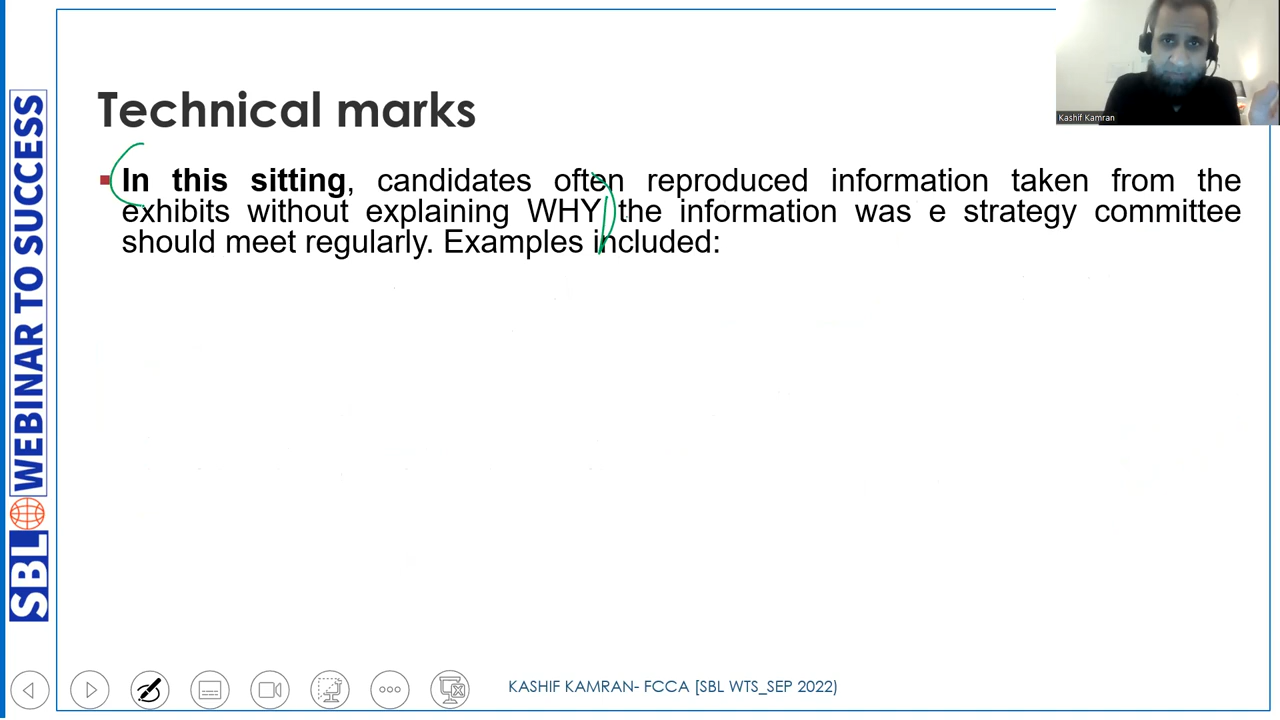 Technical marks
In this sitting, candidates often reproduced information taken from the
exhibits without explaining WHY the information was e strategy committee
should meet regularly. Examples included:
SBL WEBINAR TO SUCCESS
Kashif Kamran
KASHIF KAMRAN- FCCA [SBL WTS_SEP 2022)